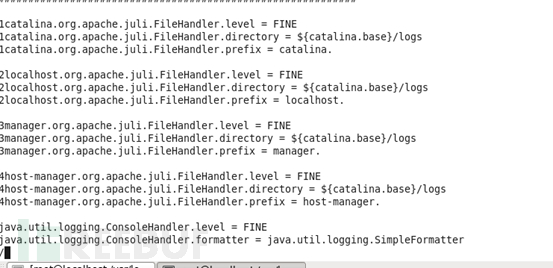 1catalina.org.apache.juli.FileHandler.level = FINE
1catalina.org.apache.juli.FileHandler.directory = ${catalina.base}/logs
1catalina.org.apache.juli.FileHandler.prefix = catalina.
2localhost.org.apache.juli.FileHandler.level = FINE
2localhost.org.apache.juli.FileHandler.directory = ${catalina.base}/logs
2localhost.org.apache.juli.FileHandler.prefix = localhost.
3manager.org.apache.juli.FileHandler.level = FINE
3manager.org.apache.juli.FileHandler.directory = ${catalina.base}/logs
3manager.org.apache.juli.FileHandler.prefix = manager.
4host-manager.org.apache.juli.FileHandler.level = FINE
4host-manager.org.apache.juli.FileHandler.directory = ${catalina.base}/logs
4host-manager.org.apache.juli.FileHandler.prefix = host-manager.
java.util.logging.ConsoleHandler.level = FINE
java.util.logging.ConsoleHandler.formatter = java.util.logging.SimpleFormatter
/